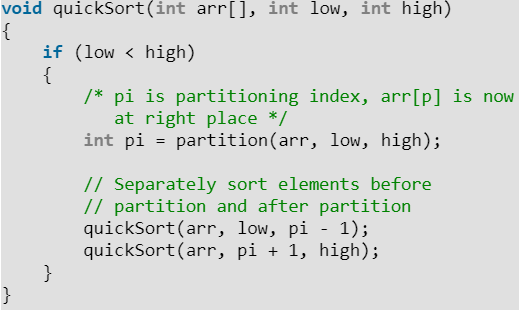 void quickSort(int arr[], int low, int high)
{
    if (low < high)
    {
        /* pi is partitioning index, arr[p] is now
           at right place */
        int pi = partition(arr, low, high);

        // Separately sort elements before
        // partition and after partition
        quickSort(arr, low, pi - 1);
        quickSort(arr, pi + 1, high);
    }
}